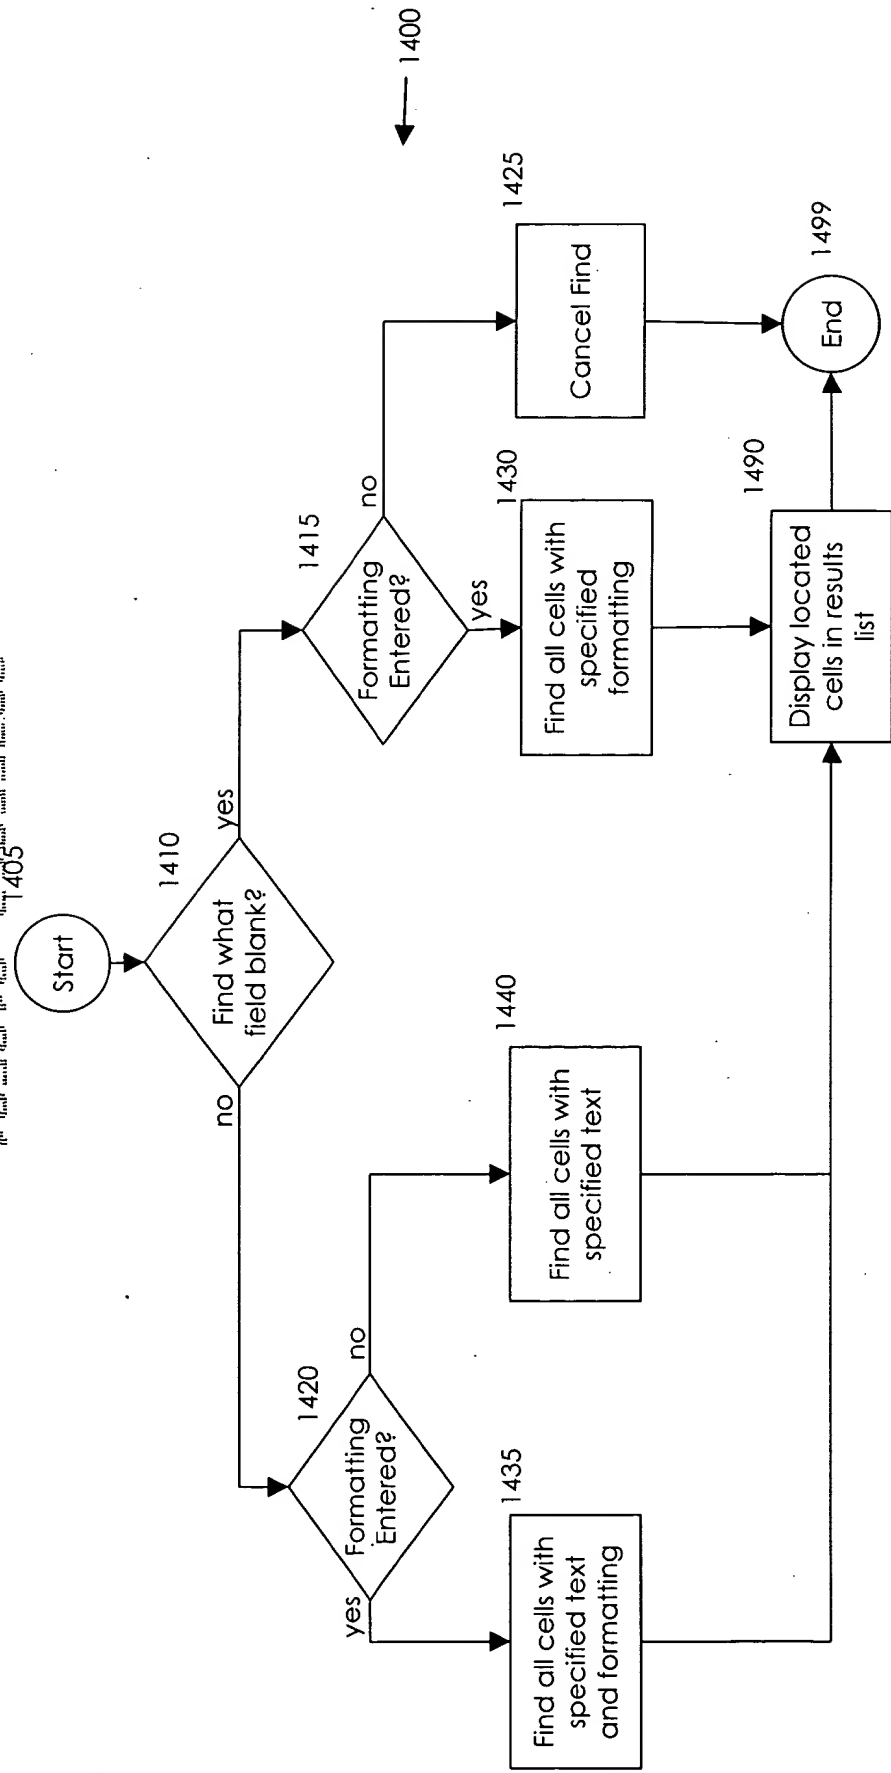 1400
1405
Start
1410
Find what
field blank?
no
yes
1415
Formatting
Entered?
no
yes
1420
Formatting
Entered?
yes
no
1425
Cancel Find
1430
Find all cells with
specified
formatting
1435
Find all cells with
specified text
and formatting
1440
Find all cells with
specified text
1490
Display located
cells in results
list
1499
End